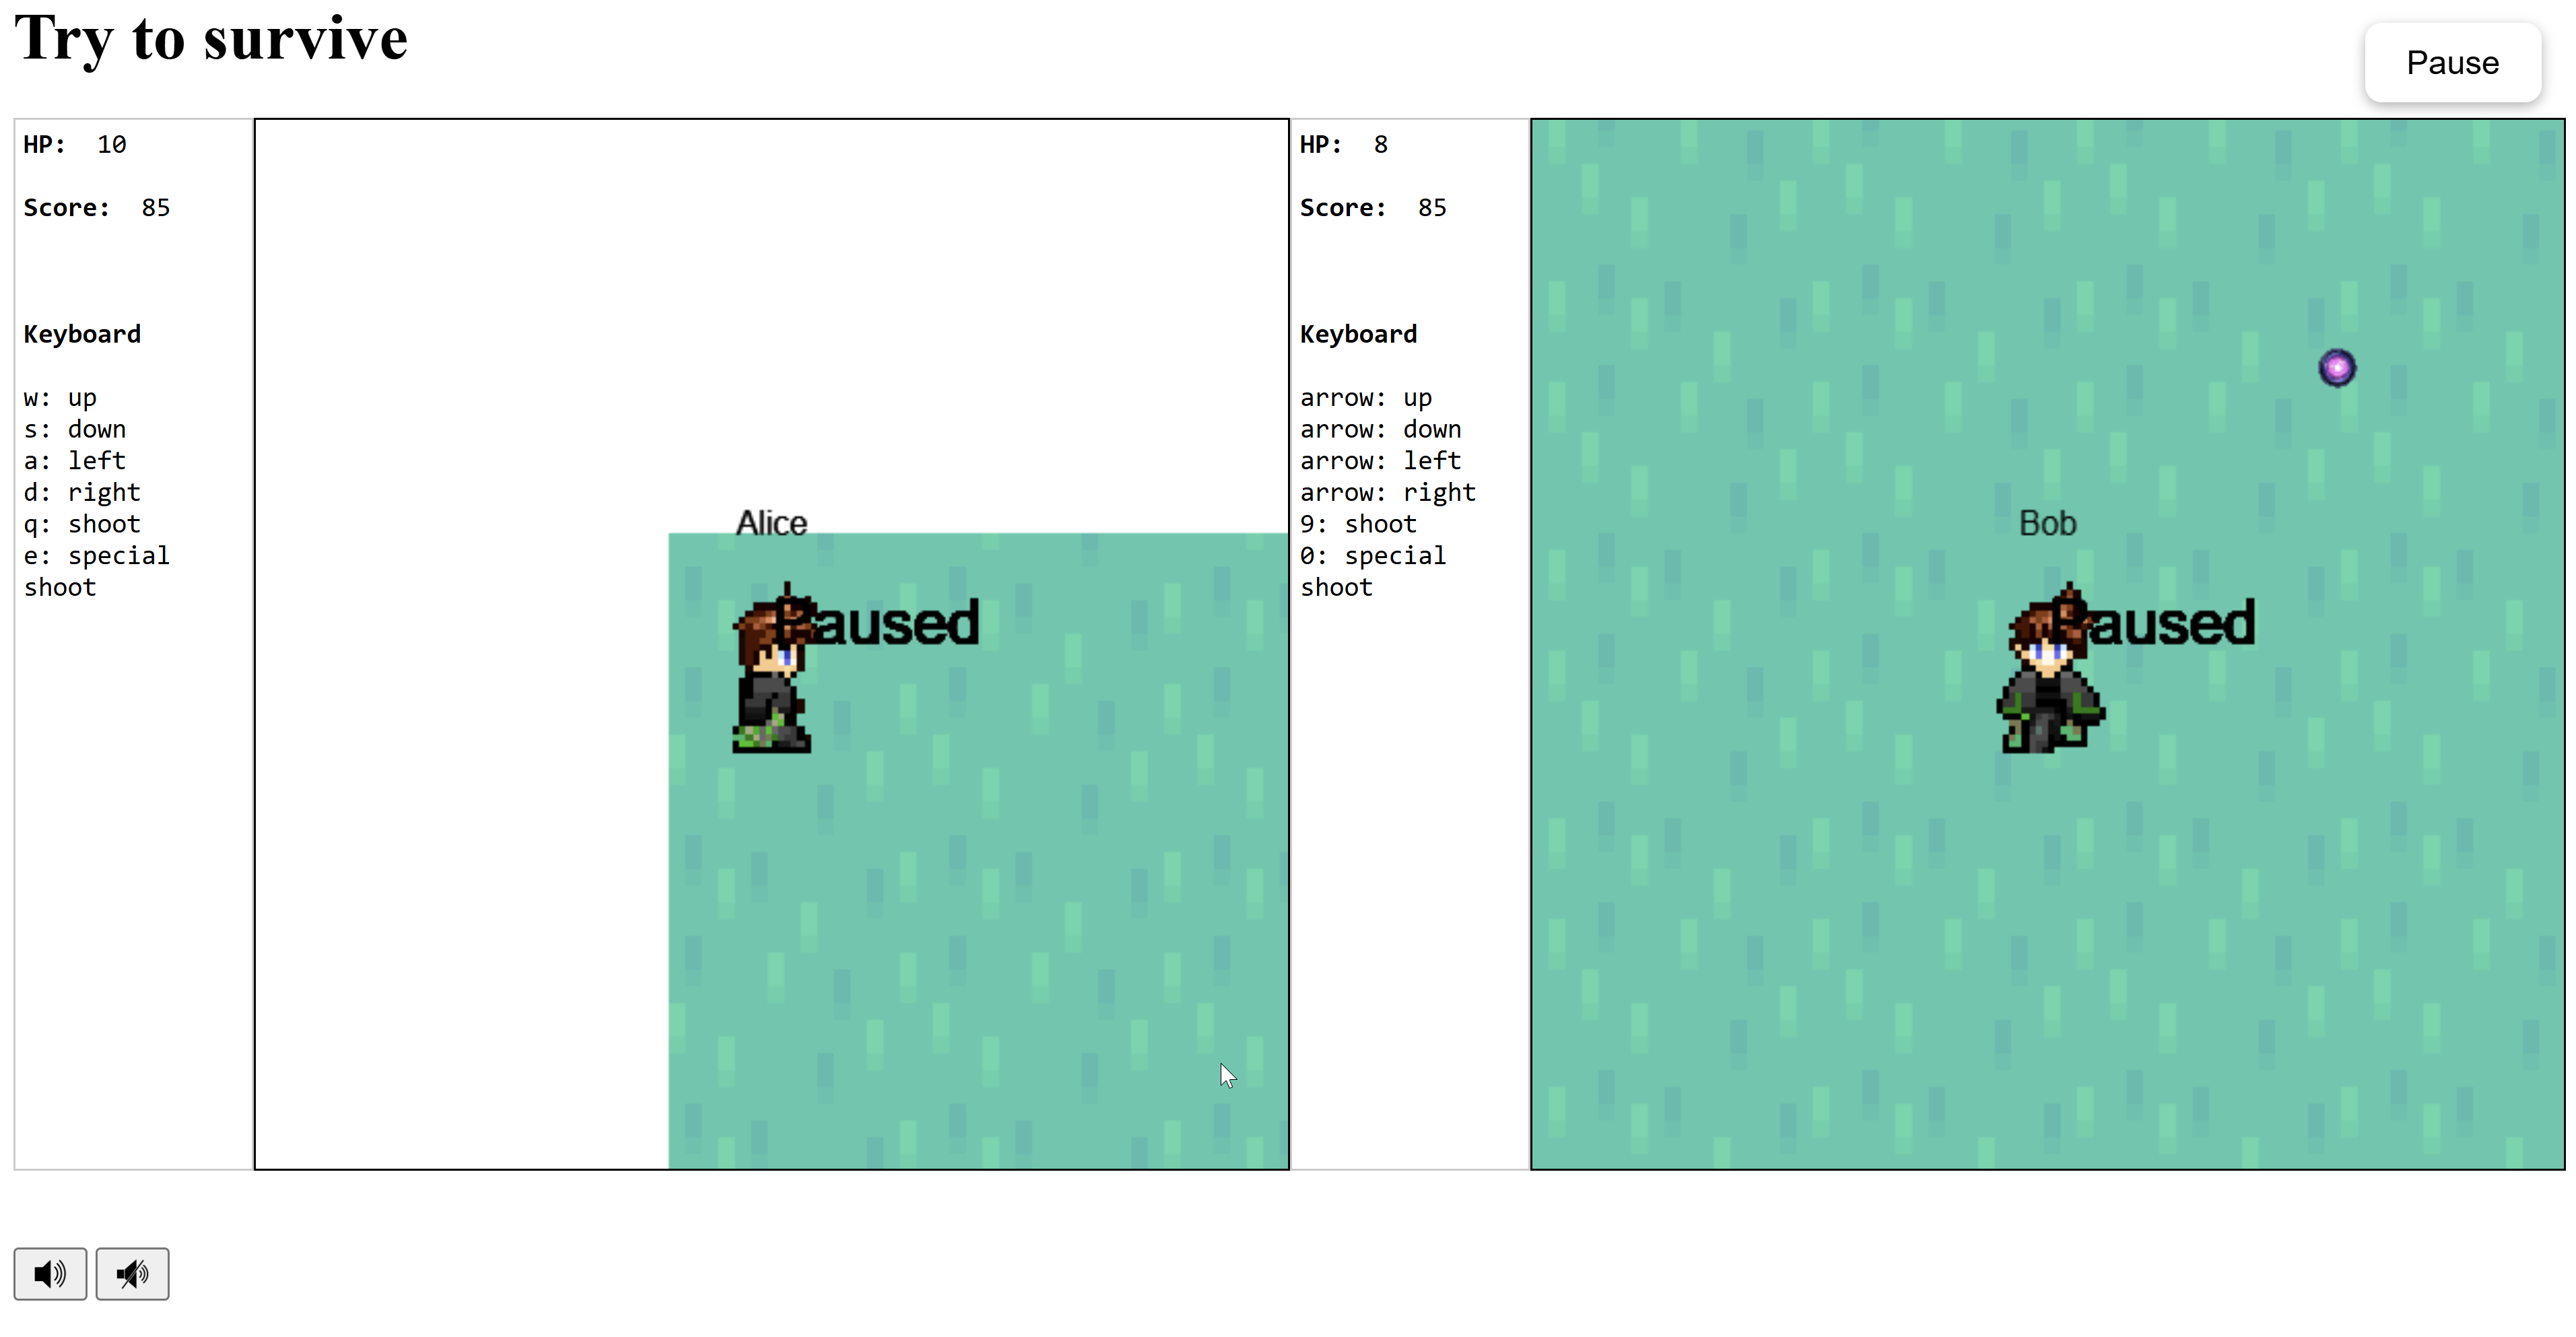 Try to survive
Pause
HP: 10
Score: 85
Keyboard
w: up
s: down
a: left
d: right
q: shoot
e: special
shoot
Alice
Paused
HP: 8
Score: 85
Keyboard
arrow: up
arrow: down
arrow: left
arrow: right
9: shoot
0: special
shoot
Bob
Paused